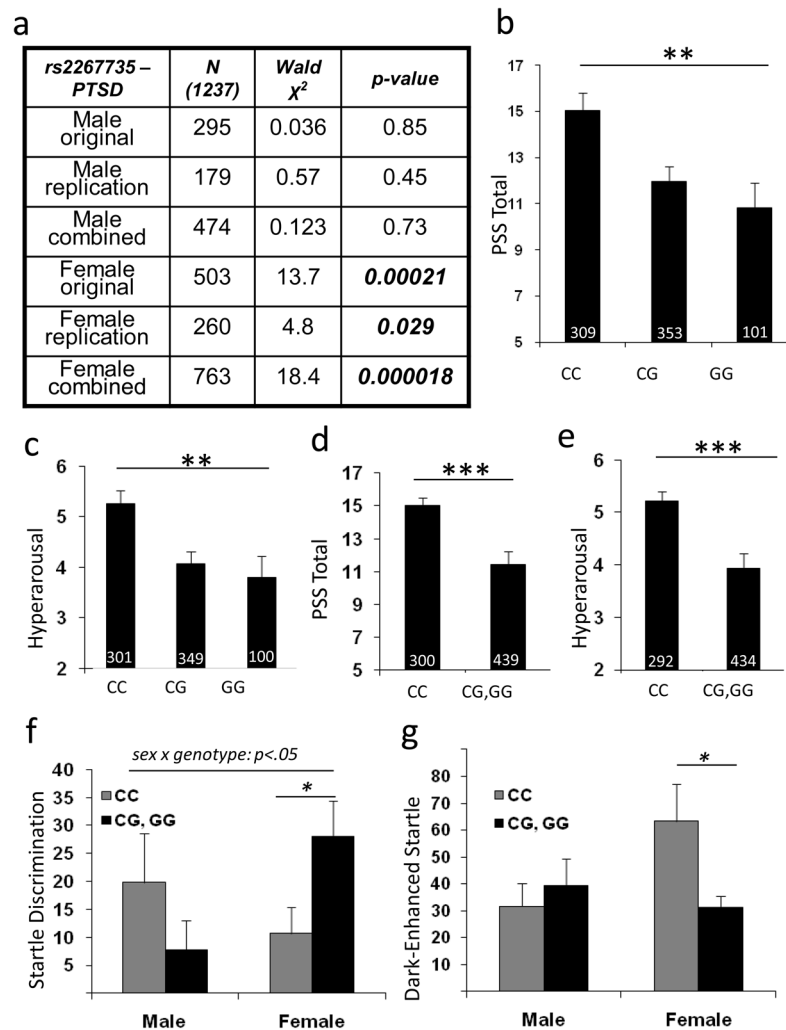 a
rs2267735 – PTSD N (1237) Wald χ² p-value
Male original 295 0.036 0.85
Male replication 179 0.57 0.45
Male combined 474 0.123 0.73
Female original 503 13.7 0.00021
Female replication 260 4.8 0.029
Female combined 763 18.4 0.000018
b
**
PSS Total
17
15
13
11
9
7
5
309 353 101
CC CG GG
c
**
Hyperarousal
6
5
4
3
2
301 349 100
CC CG GG
d
***
PSS Total
17
15
13
11
9
7
5
300 439
CC CG,GG
e
***
Hyperarousal
6
5
4
3
2
292 434
CC CG,GG
f
sex x genotype: p<.05
*
Startle Discrimination
40
35
30
25
20
15
10
5
CC
CG, GG
Male Female
g
*
Dark-Enhanced Startle
80
70
60
50
40
30
20
10
CC
CG, GG
Male Female